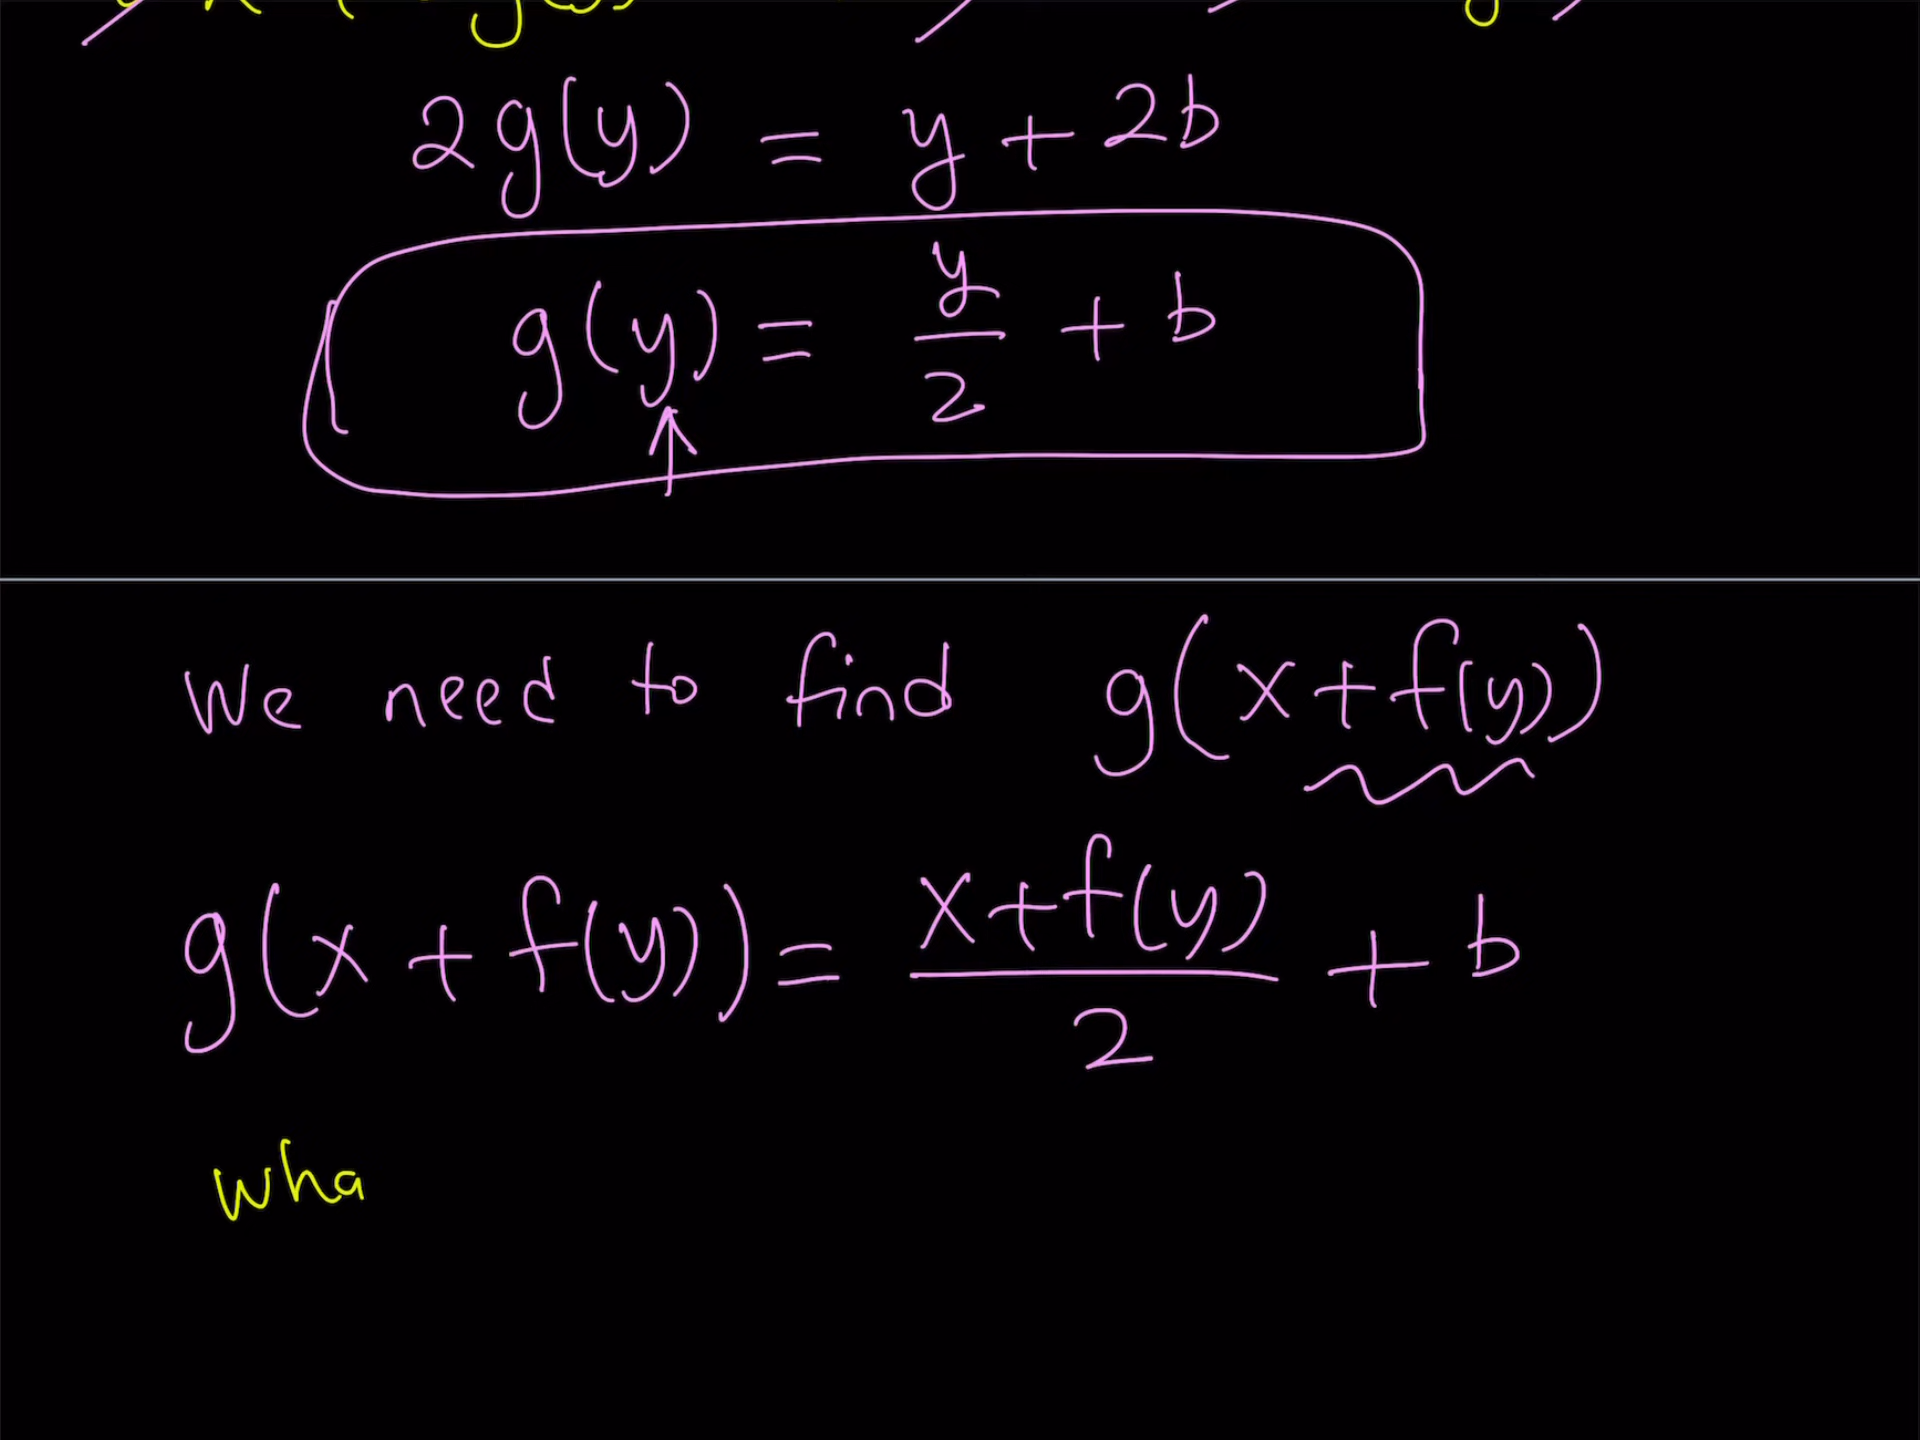 2g(y) = y + 2b
g(y) = y/2 + b
We need to find g(x+f(y))
g(x + f(y)) = x+f(y)/2 + b
wha